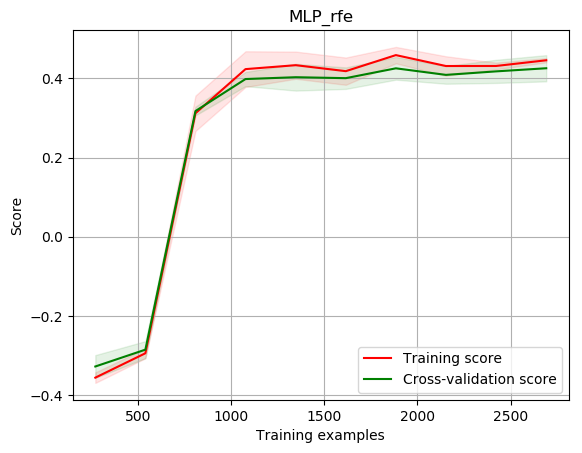 MLP_rfe
Score
0.4
0.2
0.0
−0.2
−0.4
500
1000
1500
2000
2500
Training examples
Training score
Cross-validation score